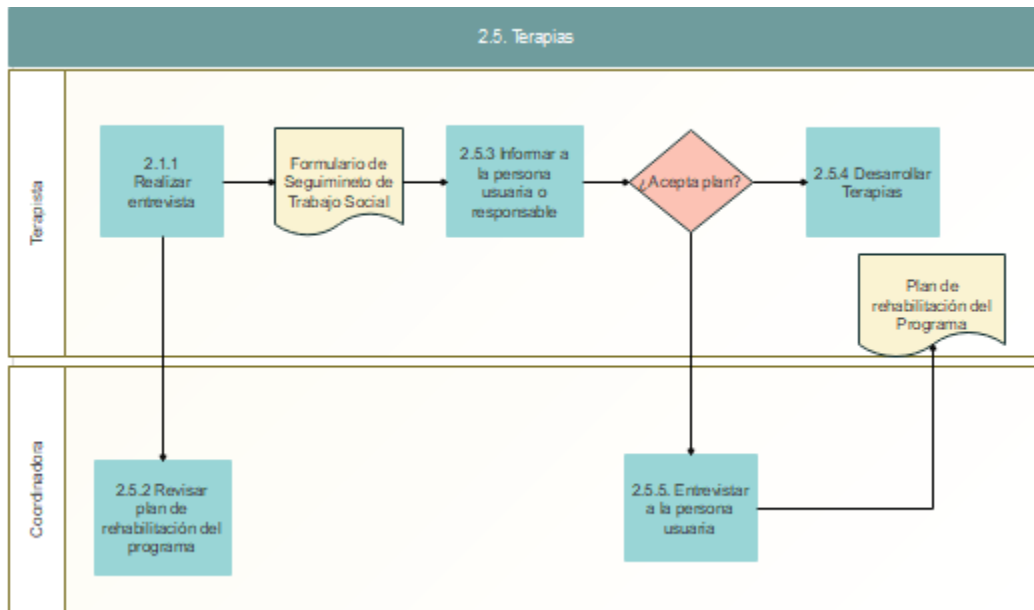 2.5. Terapias
Terapista
2.1.1
Realizar
entrevista
Formulario de
Seguimineto de
Trabajo Social
2.5.3 Informar a
la persona
usuaria o
responsable
¿Acepta plan?
2.5.4 Desarrollar
Terapias
Plan de
rehabilitación del
Programa
Coordinadora
2.5.2 Revisar
plan de
rehabilitación del
programa
2.5.5. Entrevistar
a la persona
usuaria